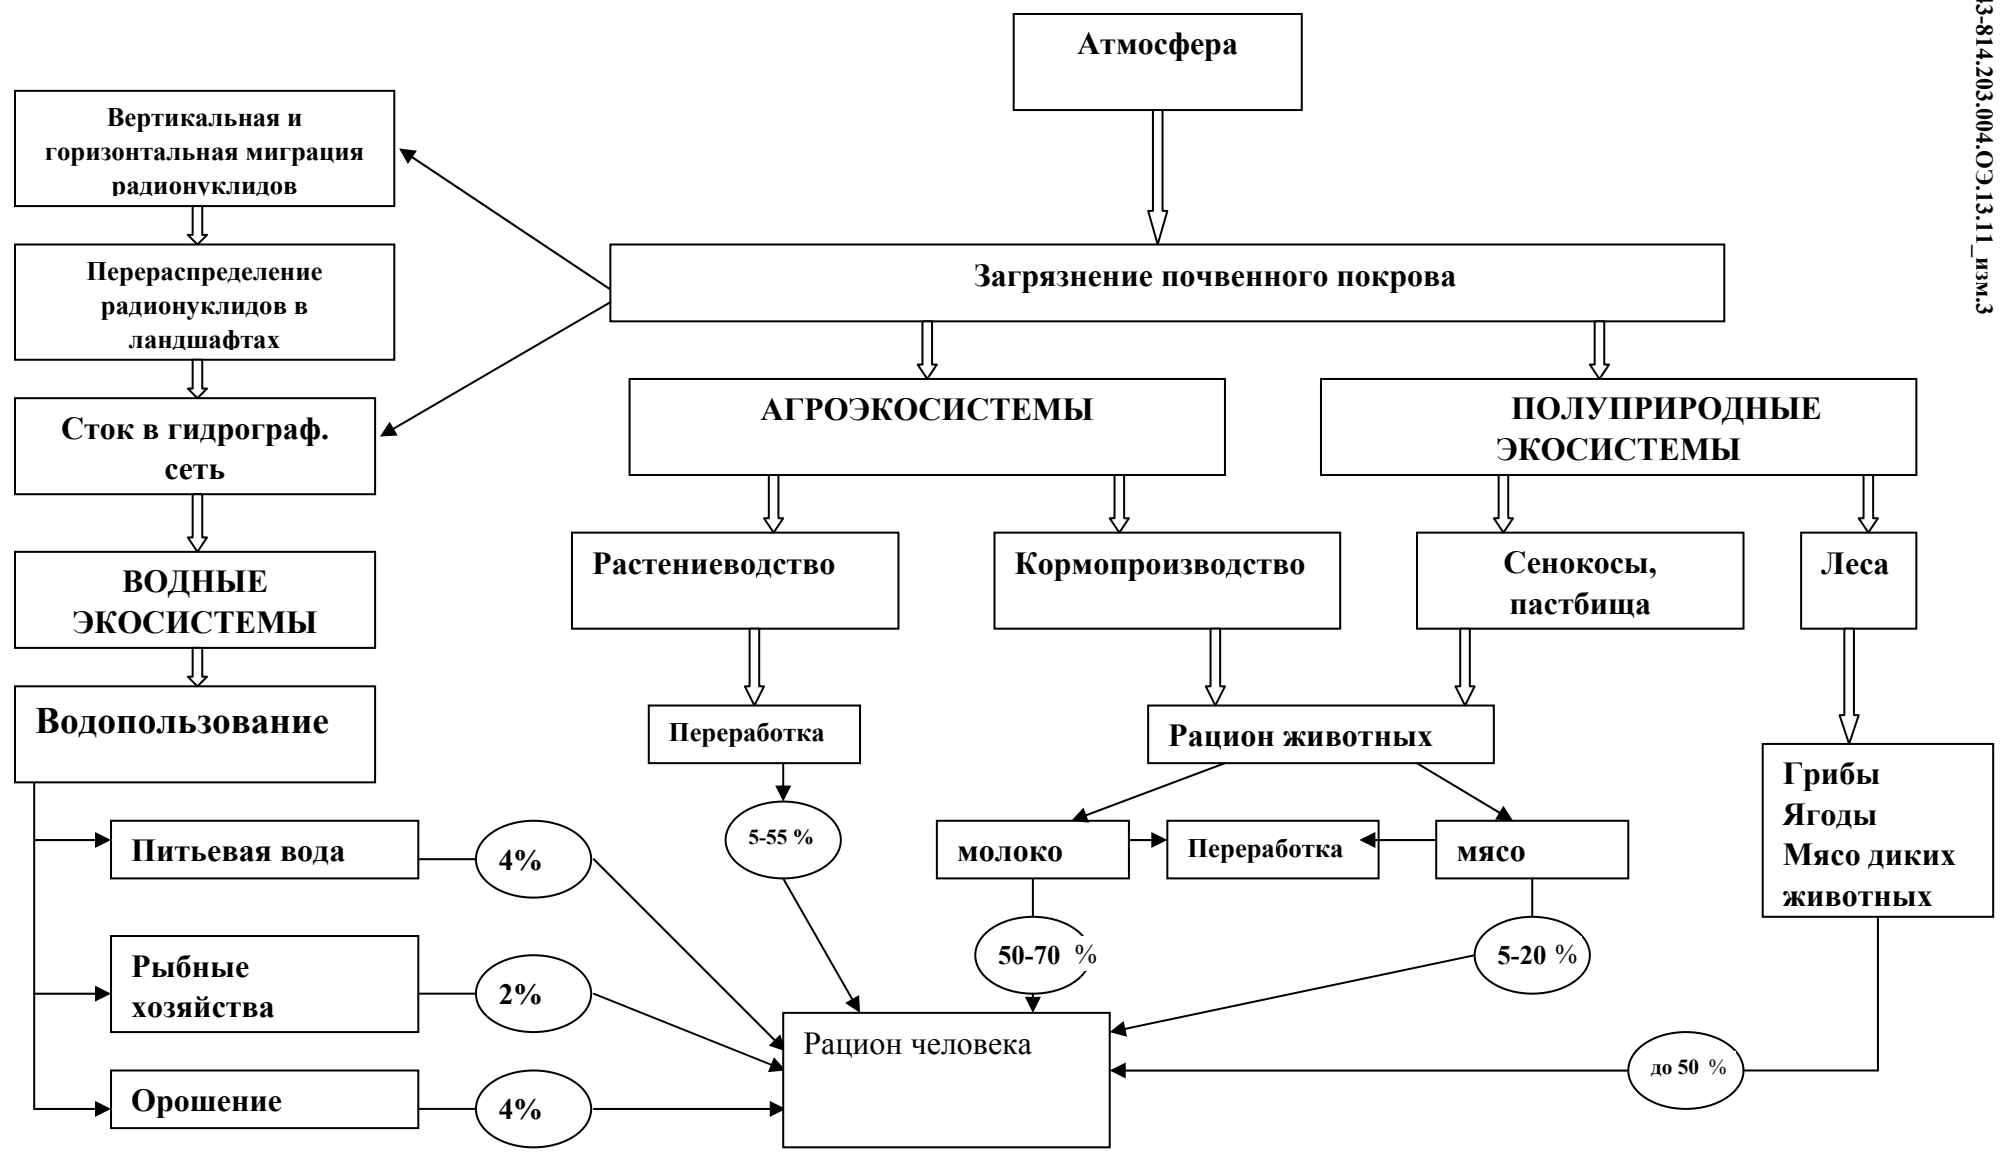 43-814.203.004.ОЭ.13.11_изм.3
Атмосфера
Вертикальная и
горизонтальная миграция
радионуклидов
Загрязнение почвенного покрова
Перераспределение
радионуклидов в
ландшафтах
АГРОЭКОСИСТЕМЫ
ПОЛУПРИРОДНЫЕ
ЭКОСИСТЕМЫ
Сток в гидрограф.
сеть
Растениеводство
Кормопроизводство
Сенокосы,
пастбища
Леса
ВОДНЫЕ
ЭКОСИСТЕМЫ
Водопользование
Переработка
Рацион животных
Грибы
Ягоды
Мясо диких
животных
Питьевая вода
4%
5-55 %
молоко
Переработка
мясо
50-70 %
5-20 %
Рыбные
хозяйства
2%
Рацион человека
до 50 %
Орошение
4%